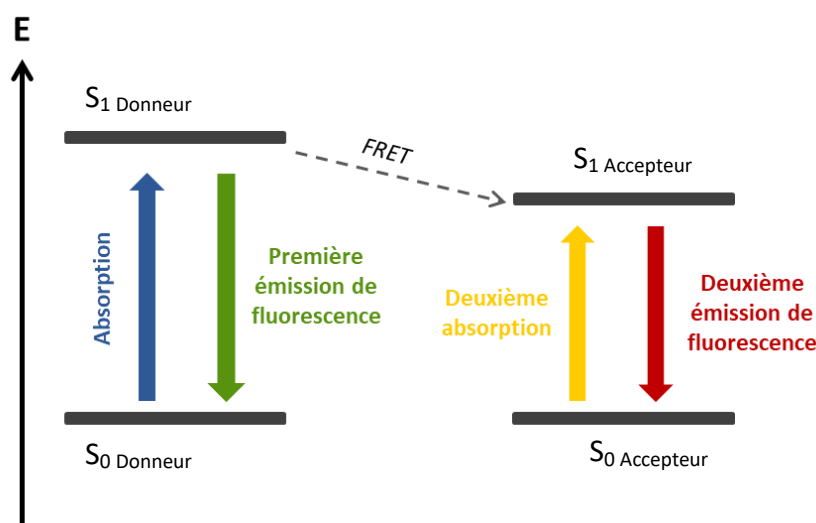 E
S1 Donneur
FRET
S1 Accepteur
Absorption
Première
émission de
fluorescence
Deuxième
absorption
Deuxième
émission de
fluorescence
S0 Donneur
S0 Accepteur